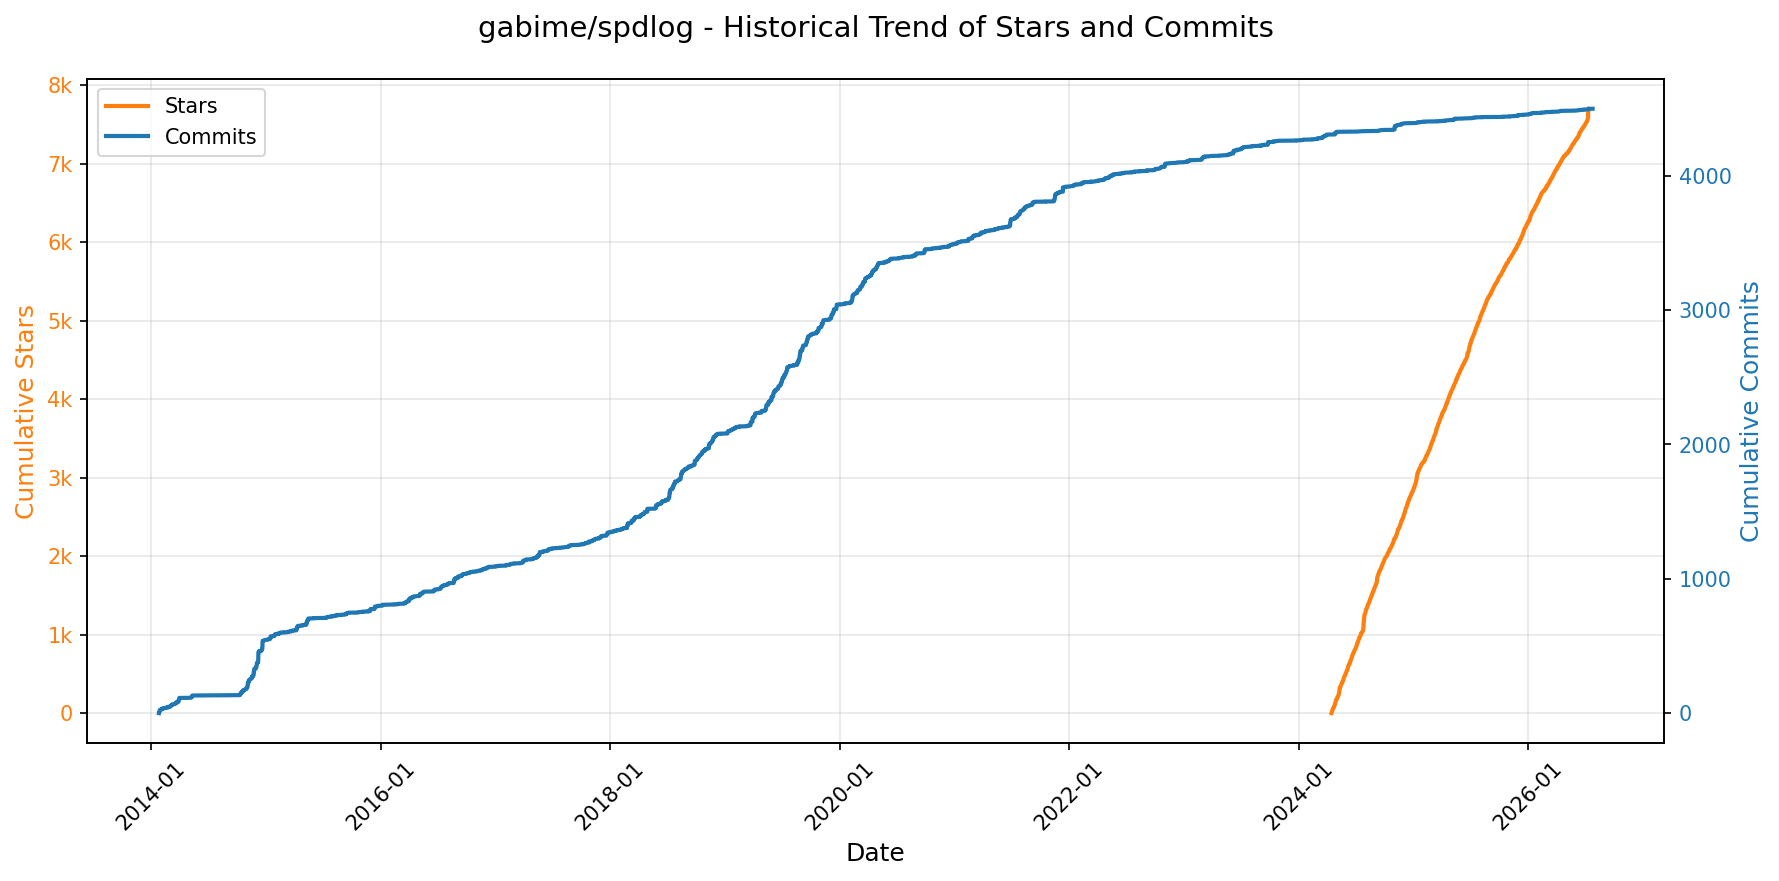 gabime/spdlog - Historical Trend of Stars and Commits
Stars
Commits
8k
7k
6k
5k
4k
3k
2k
1k
0
Cumulative Stars
4000
3000
2000
1000
0
Cumulative Commits
2014-01
2016-01
2018-01
2020-01
2022-01
2024-01
2026-01
Date